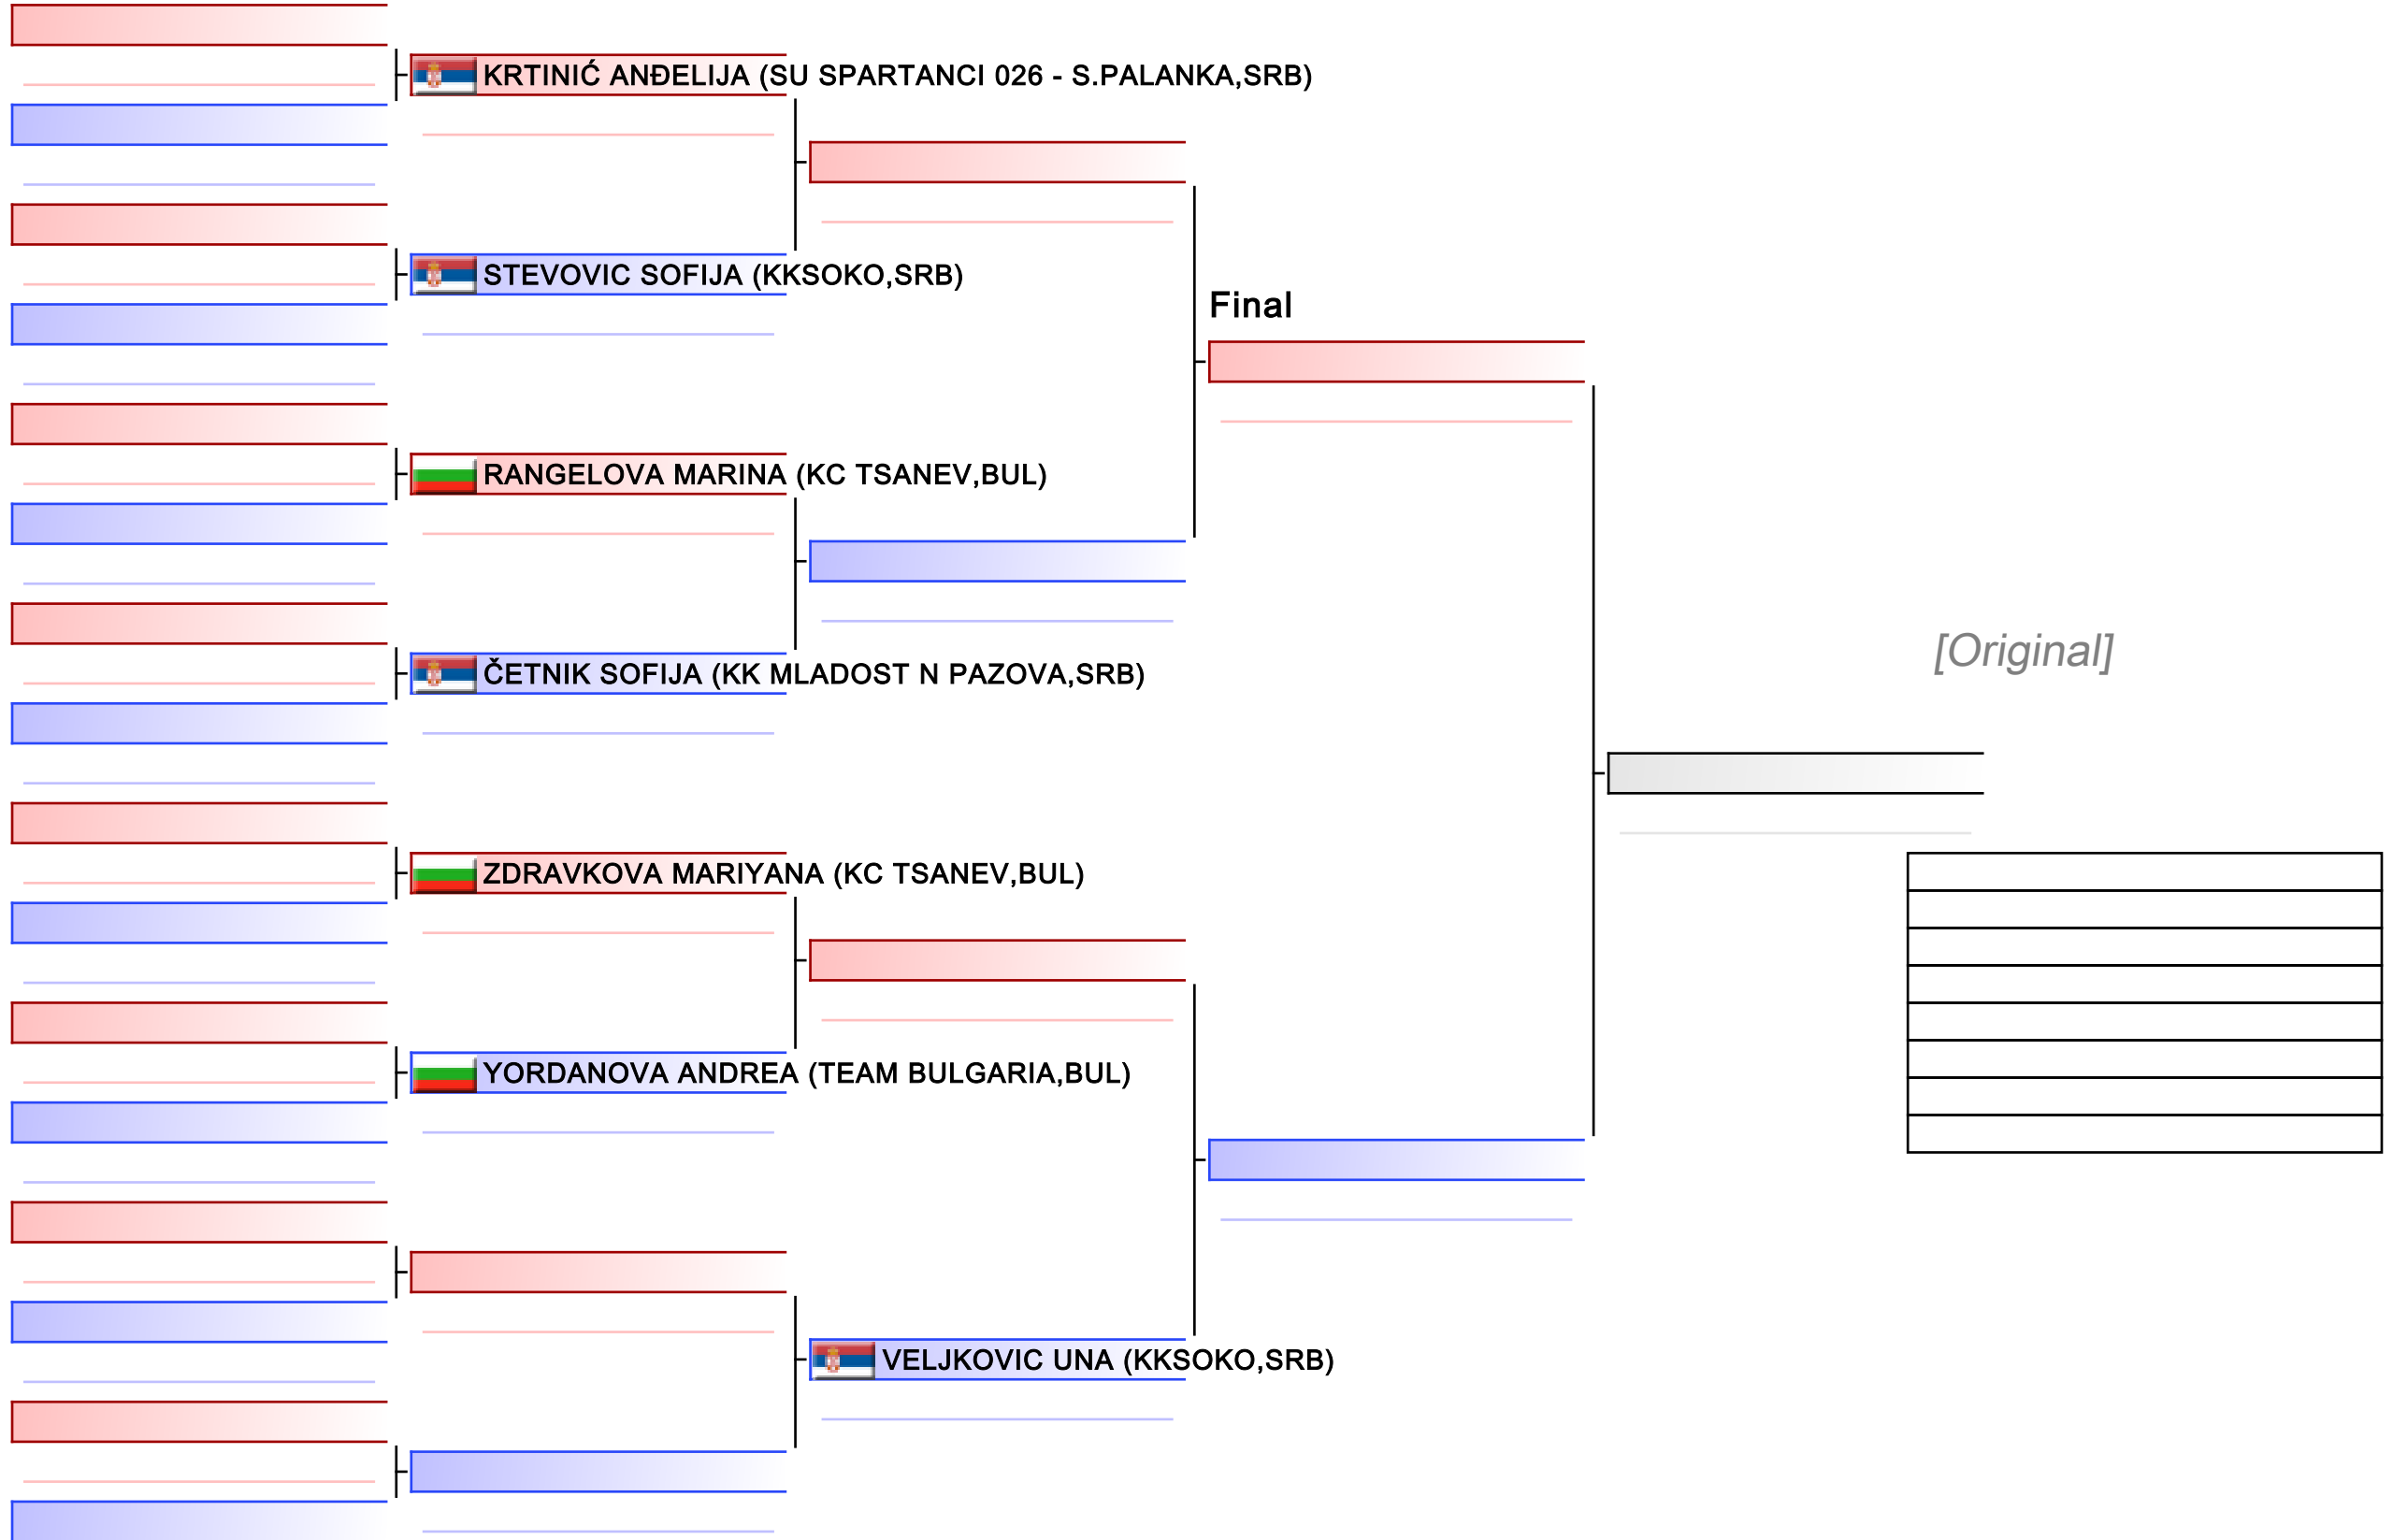 KRTINIĆ ANĐELIJA (SU SPARTANCI 026 - S.PALANKA,SRB)
STEVOVIC SOFIJA (KKSOKO,SRB)
Final
RANGELOVA MARINA (KC TSANEV,BUL)
[Original]
ČETNIK SOFIJA (KK MLADOST N PAZOVA,SRB)
ZDRAVKOVA MARIYANA (KC TSANEV,BUL)
YORDANOVA ANDREA (TEAM BULGARIA,BUL)
VELJKOVIC UNA (KKSOKO,SRB)